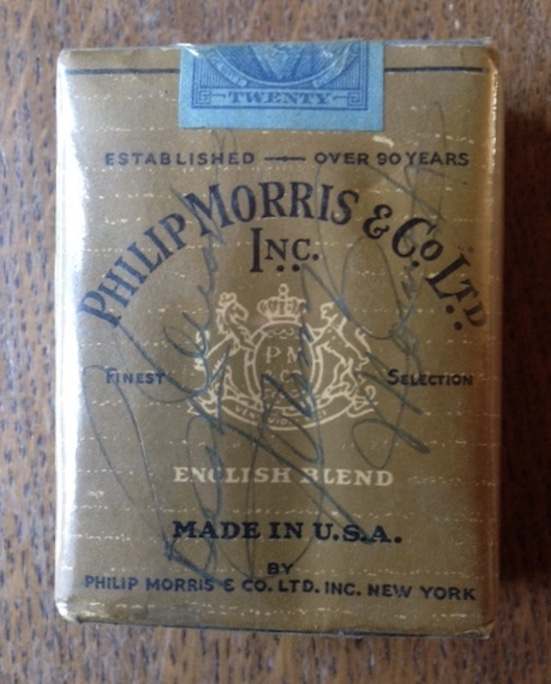 TWENTY
ESTABLISHED — OVER 90 YEARS
PHILIP MORRIS & CO. LTD.
INC.
P M
FINEST SELECTION
ENGLISH BLEND
MADE IN U.S.A.
BY
PHILIP MORRIS & CO. LTD. INC. NEW YORK